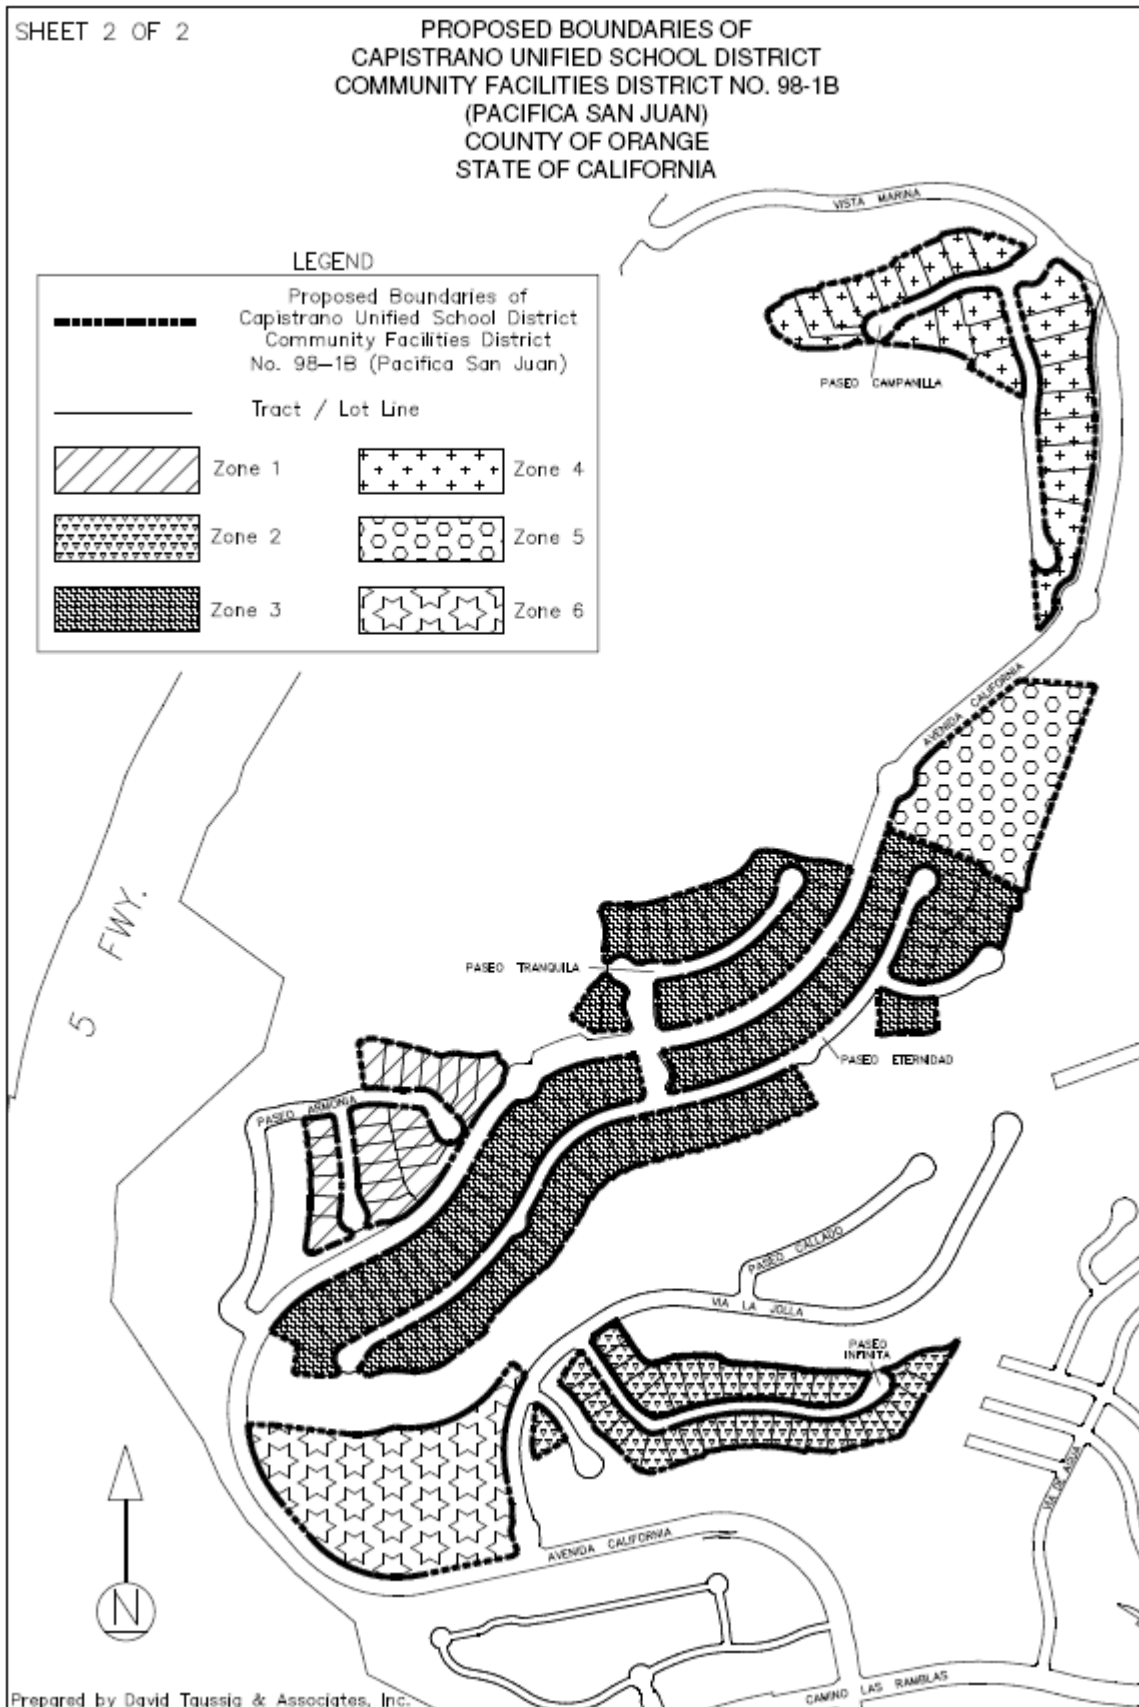 SHEET 2 OF 2
PROPOSED BOUNDARIES OF
CAPISTRANO UNIFIED SCHOOL DISTRICT
COMMUNITY FACILITIES DISTRICT NO. 98-1B
(PACIFICA SAN JUAN)
COUNTY OF ORANGE
STATE OF CALIFORNIA
VISTA MARINA
LEGEND
Proposed Boundaries of
Capistrano Unified School District
Community Facilities District
No. 98-1B (Pacifica San Juan)
Tract / Lot Line
Zone 1
Zone 4
Zone 2
Zone 5
Zone 3
Zone 6
PASEO CAMPANILLA
AVENIDA CALIFORNIA
5 FWY.
PASEO TRANQUILA
PASEO ETERNIDAD
PASEO ARMONIA
PASEO CALLADO
VIA LA JOLLA
PASEO
INFINITA
VIA DE AGUA
AVENIDA CALIFORNIA
N
CAMINO LAS RAMBLAS
Prepared by David Taussig & Associates, Inc.